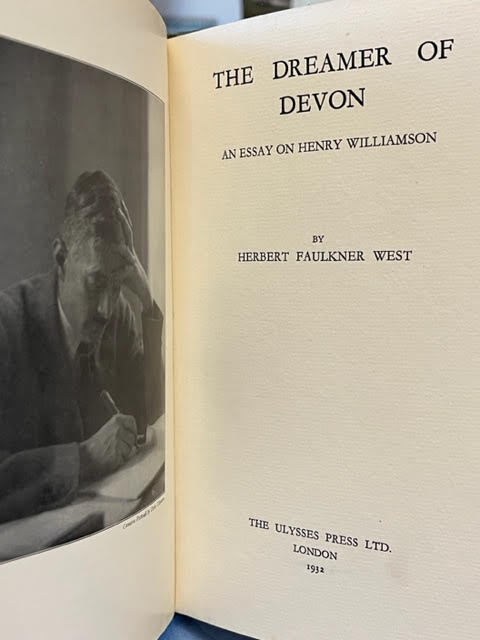 THE DREAMER OF
DEVON
AN ESSAY ON HENRY WILLIAMSON
BY
HERBERT FAULKNER WEST
THE ULYSSES PRESS LTD.
LONDON
1932